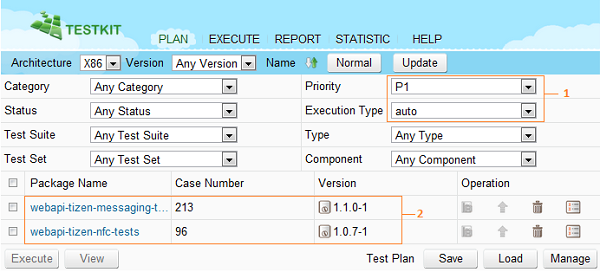 TESTKIT
PLAN EXECUTE REPORT STATISTIC HELP
Architecture X86 Version Any Version Name Normal Update
Category Any Category Priority P1
Status Any Status Execution Type auto
1
Test Suite Any Test Suite Type Any Type
Test Set Any Test Set Component Any Component
Package Name Case Number Version Operation
webapi-tizen-messaging-t... 213 1.1.0-1
2
webapi-tizen-nfc-tests 96 1.0.7-1
Execute View Test Plan Save Load Manage